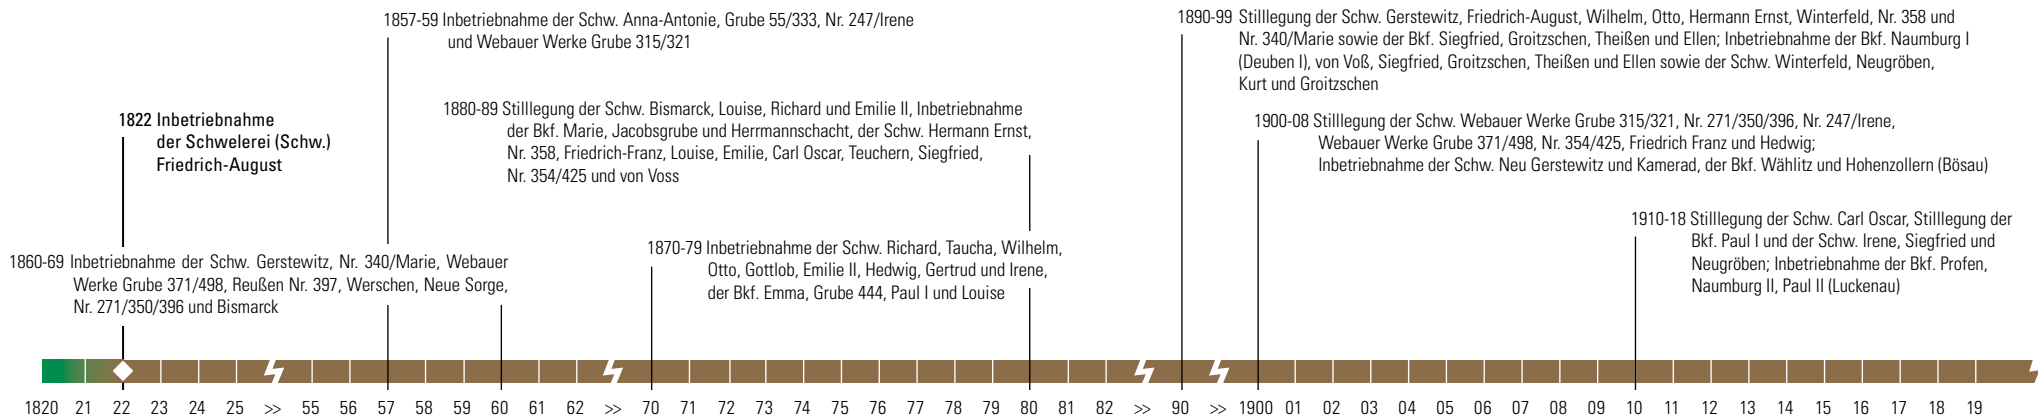 1857-59 Inbetriebnahme der Schw. Anna-Antonie, Grube 55/333, Nr. 247/Irene
und Webauer Werke Grube 315/321
1890-99 Stilllegung der Schw. Gerstewitz, Friedrich-August, Wilhelm, Otto, Hermann Ernst, Winterfeld, Nr. 358 und
Nr. 340/Marie sowie der Bkf. Siegfried, Groitzschen, Theißen und Ellen; Inbetriebnahme der Bkf. Naumburg I
(Deuben I), von Voß, Siegfried, Groitzschen, Theißen und Ellen sowie der Schw. Winterfeld, Neugröben,
Kurt und Groitzschen
1822 Inbetriebnahme
der Schwelerei (Schw.)
Friedrich-August
1880-89 Stilllegung der Schw. Bismarck, Louise, Richard und Emilie II, Inbetriebnahme
der Bkf. Marie, Jacobsgrube und Herrmannschacht, der Schw. Hermann Ernst,
Nr. 358, Friedrich-Franz, Louise, Emilie, Carl Oscar, Teuchern, Siegfried,
Nr. 354/425 und von Voss
1900-08 Stilllegung der Schw. Webauer Werke Grube 315/321, Nr. 271/350/396, Nr. 247/Irene,
Webauer Werke Grube 371/498, Nr. 354/425, Friedrich Franz und Hedwig;
Inbetriebnahme der Schw. Neu Gerstewitz und Kamerad, der Bkf. Wählitz und Hohenzollern (Bösau)
1860-69 Inbetriebnahme der Schw. Gerstewitz, Nr. 340/Marie, Webauer
Werke Grube 371/498, Reußen Nr. 397, Werschen, Neue Sorge,
Nr. 271/350/396 und Bismarck
1870-79 Inbetriebnahme der Schw. Richard, Taucha, Wilhelm,
Otto, Gottlob, Emilie II, Hedwig, Gertrud und Irene,
der Bkf. Emma, Grube 444, Paul I und Louise
1910-18 Stilllegung der Schw. Carl Oscar, Stilllegung der
Bkf. Paul I und der Schw. Irene, Siegfried und
Neugröben; Inbetriebnahme der Bkf. Profen,
Naumburg II, Paul II (Luckenau)
1820 21 22 23 24 25 >> 55 56 57 58 59 60 61 62 >> 70 71 72 73 74 75 76 77 78 79 80 81 82 >> 90 >> 1900 01 02 03 04 05 06 07 08 09 10 11 12 13 14 15 16 17 18 19